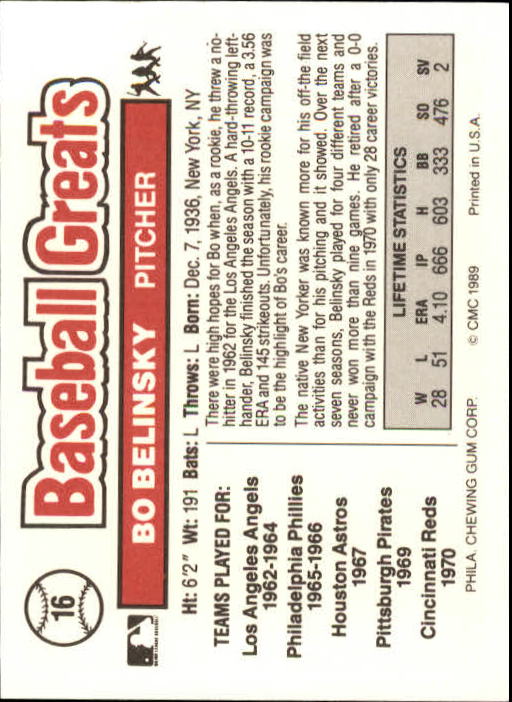 16
Baseball Greats
BO BELINSKY PITCHER
Ht: 6'2" Wt: 191 Bats: L Throws: L Born: Dec. 7, 1936, New York, NY
TEAMS PLAYED FOR:
Los Angeles Angels
1962-1964
Philadelphia Phillies
1965-1966
Houston Astros
1967
Pittsburgh Pirates
1969
Cincinnati Reds
1970
There were high hopes for Bo when, as a rookie, he threw a no-
hitter in 1962 for the Los Angeles Angels. A hard-throwing left-
hander, Belinsky finished the season with a 10-11 record, a 3.56
ERA and 145 strikeouts. Unfortunately, his rookie campaign was
to be the highlight of Bo's career.
The native New Yorker was known more for his off-the field
activities than for his pitching and it showed. Over the next
seven seasons, Belinsky played for four different teams and
never won more than nine games. He retired after a 0-0
campaign with the Reds in 1970 with only 28 career victories.
LIFETIME STATISTICS
W L ERA IP H BB SO SV
28 51 4.10 666 603 333 476 2
PHILA. CHEWING GUM CORP. © CMC 1989 Printed in U.S.A.